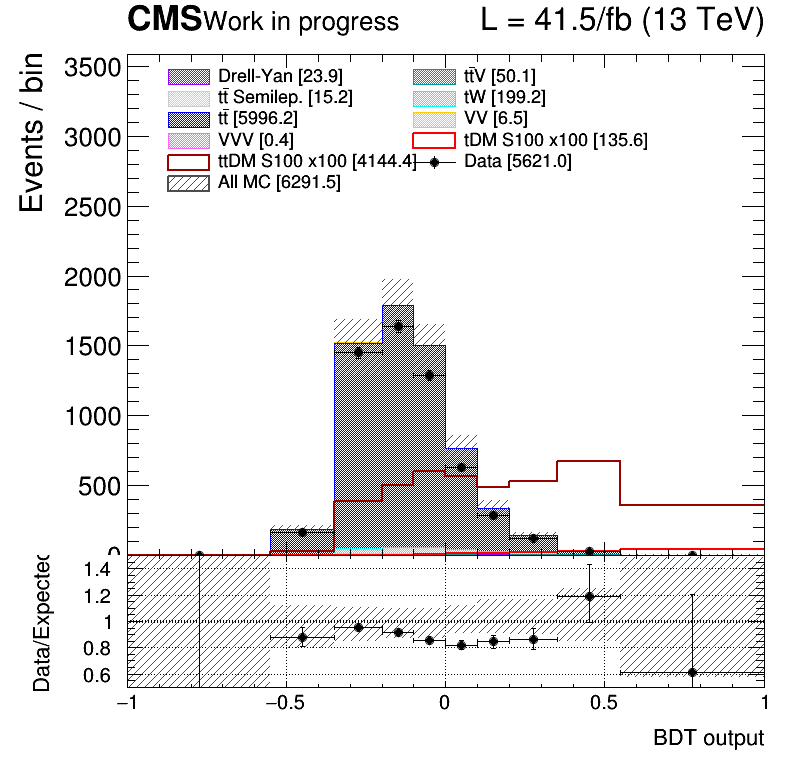 CMS Work in progress L = 41.5/fb (13 TeV)
Events / bin
3500
3000
2500
2000
1500
1000
500
0
Drell-Yan [23.9] tt̄V [50.1]
tt̄ Semilep. [15.2] tW [199.2]
tt̄ [5996.2] VV [6.5]
VVV [0.4] tDM S100 x100 [135.6]
ttDM S100 x100 [4144.4] Data [5621.0]
All MC [6291.5]
Data/Expected
1.4
1.2
1
0.8
0.6
−1 −0.5 0 0.5 1
BDT output